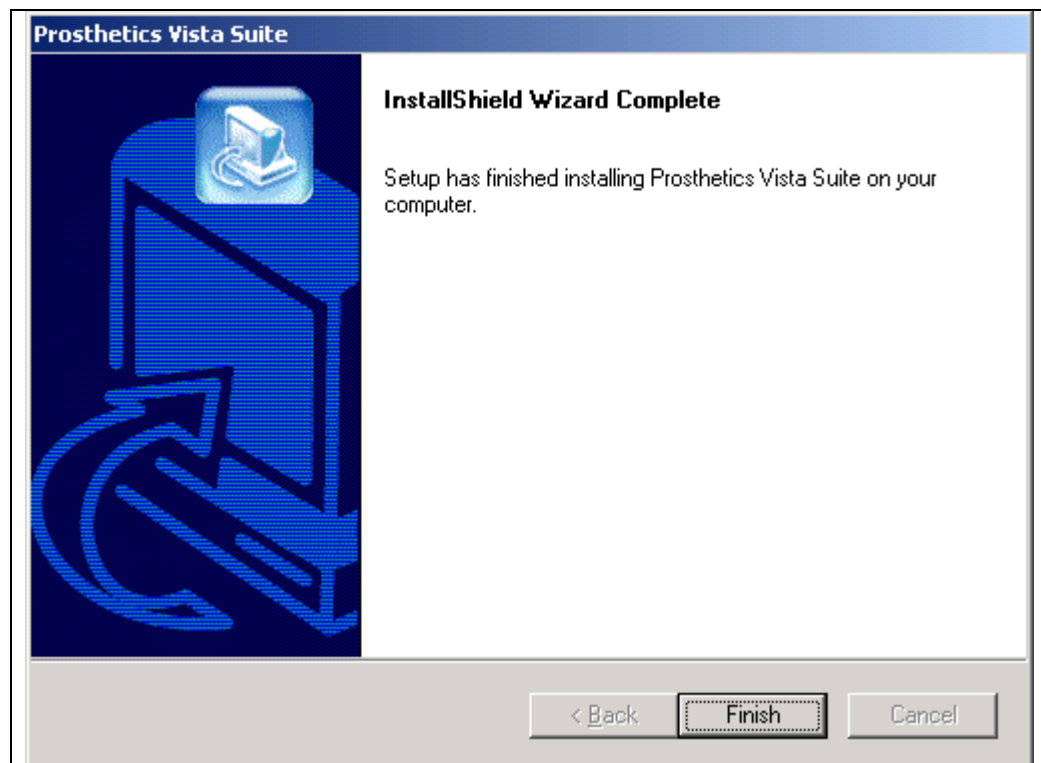 Prosthetics Vista Suite
InstallShield Wizard Complete
Setup has finished installing Prosthetics Vista Suite on your
computer.
< Back
Finish
Cancel